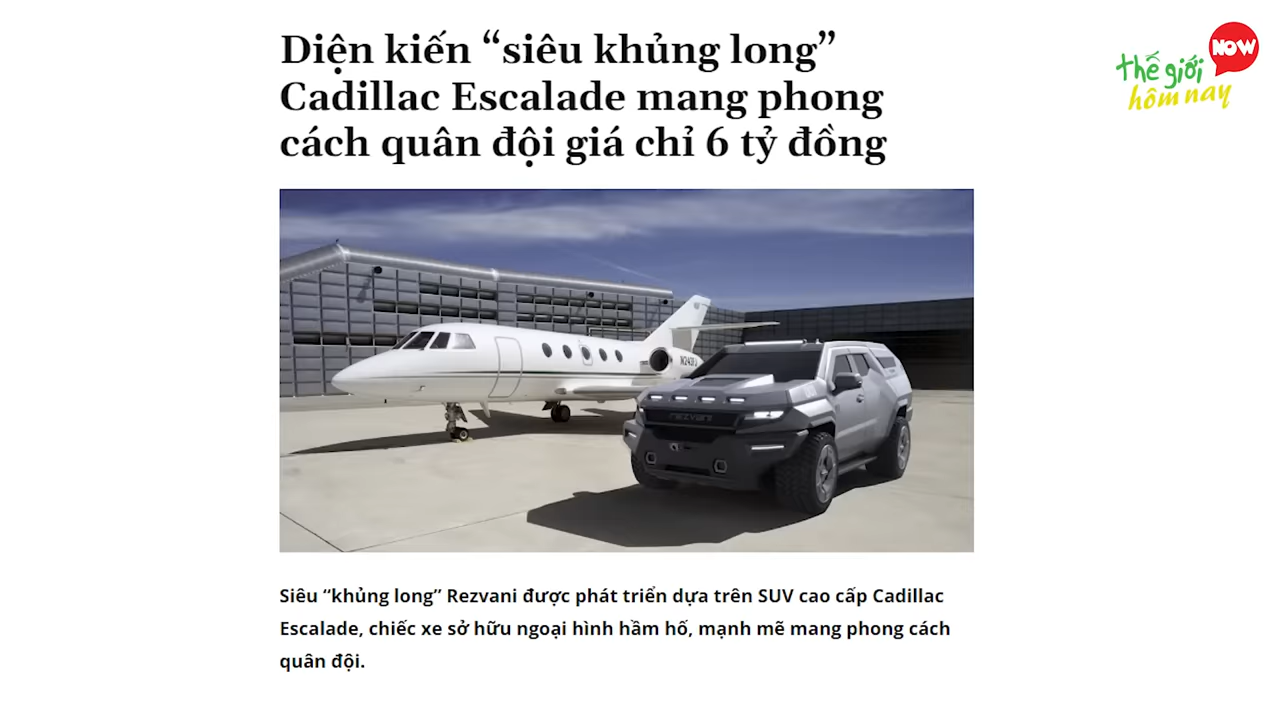 Diện kiến “siêu khủng long”
Cadillac Escalade mang phong
cách quân đội giá chỉ 6 tỷ đồng
NOW
thế giới
hôm nay
REZVANI
Siêu “khủng long” Rezvani được phát triển dựa trên SUV cao cấp Cadillac
Escalade, chiếc xe sở hữu ngoại hình hầm hố, mạnh mẽ mang phong cách
quân đội.